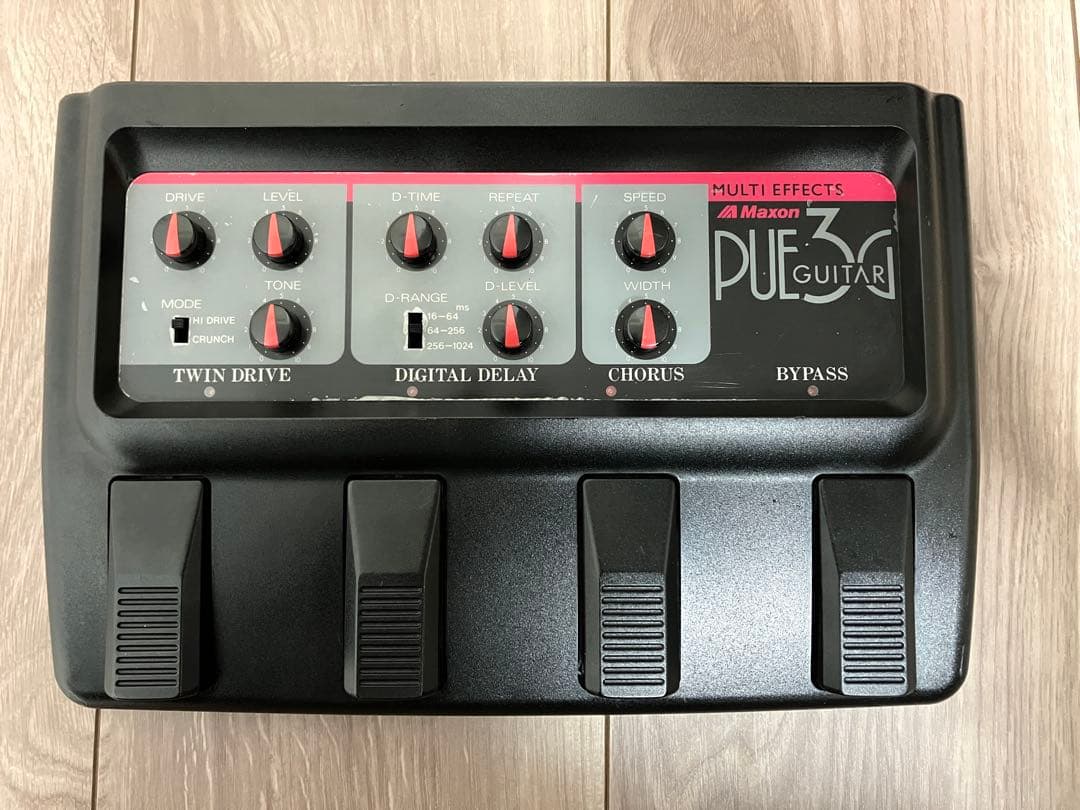 DRIVE
LEVEL
TONE
MODE
HI DRIVE
CRUNCH
TWIN DRIVE
D-TIME
REPEAT
D-RANGE
ms
16–64
64–256
256–1024
D-LEVEL
DIGITAL DELAY
SPEED
WIDTH
CHORUS
MULTI EFFECTS
Maxon
PUE3G
GUITAR
BYPASS